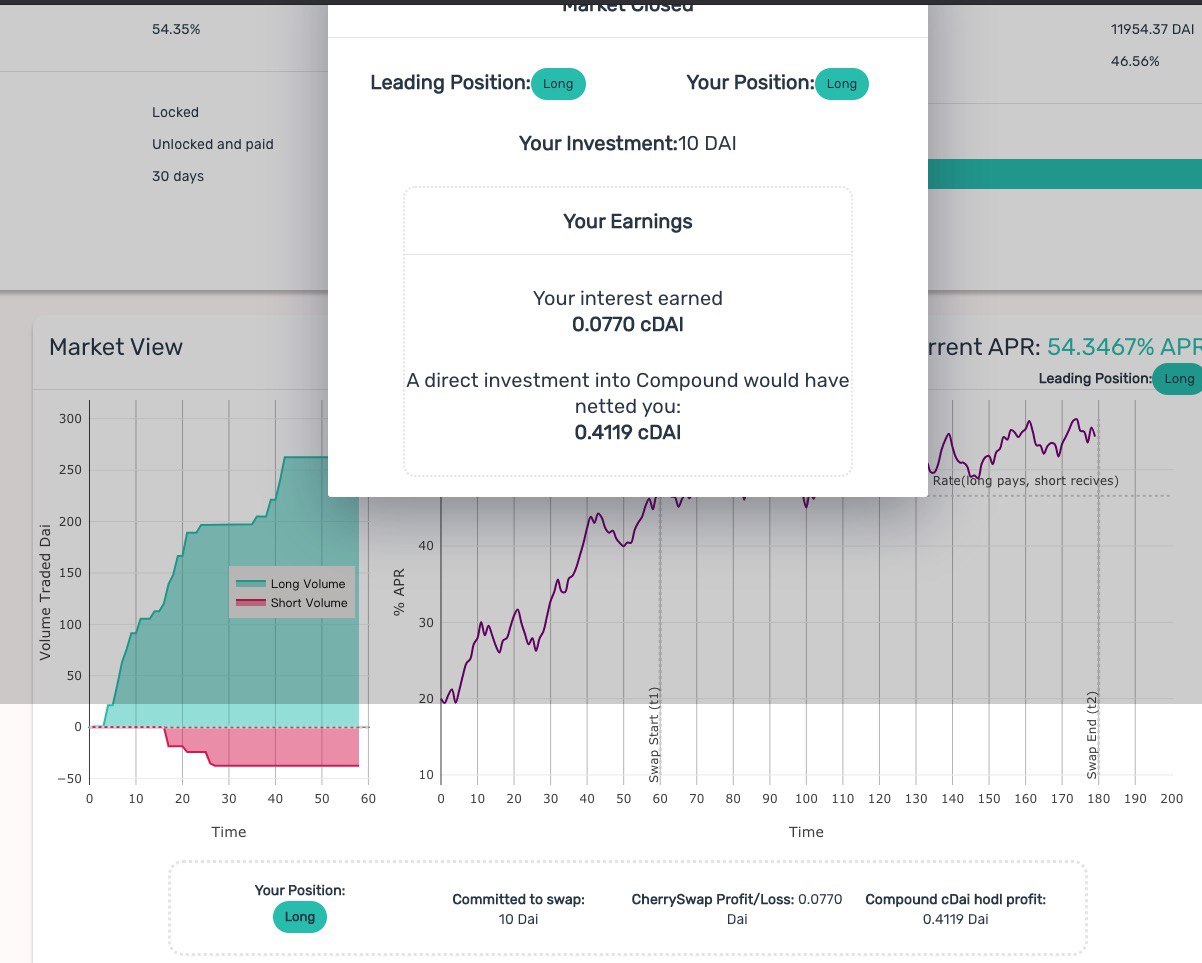 Market Closed
54.35%
11954.37 DAI
46.56%
Leading Position: Long
Your Position: Long
Locked
Unlocked and paid
30 days
Your Investment:10 DAI
Your Earnings
Your interest earned
0.0770 cDAI
A direct investment into Compound would have
netted you:
0.4119 cDAI
Market View
rrent APR: 54.3467% APR
Leading Position: Long
300
250
200
150
100
50
0
−50
Volume Traded Dai
Long Volume
Short Volume
0 10 20 30 40 50 60
Time
Rate(long pays, short recives)
40
30
20
10
% APR
Swap Start (t1)
Swap End (t2)
0 10 20 30 40 50 60 70 80 90 100 110 120 130 140 150 160 170 180 190 200
Time
Your Position:
Long
Committed to swap:
10 Dai
CherrySwap Profit/Loss: 0.0770
Dai
Compound cDai hodl profit:
0.4119 Dai